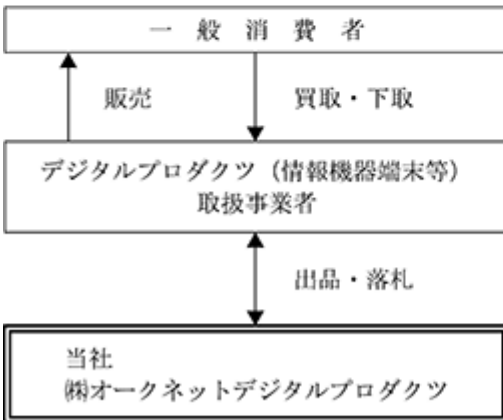 一般消費者
販売
買取・下取
デジタルプロダクツ（情報機器端末等）
取扱事業者
出品・落札
当社
㈱オークネットデジタルプロダクツ